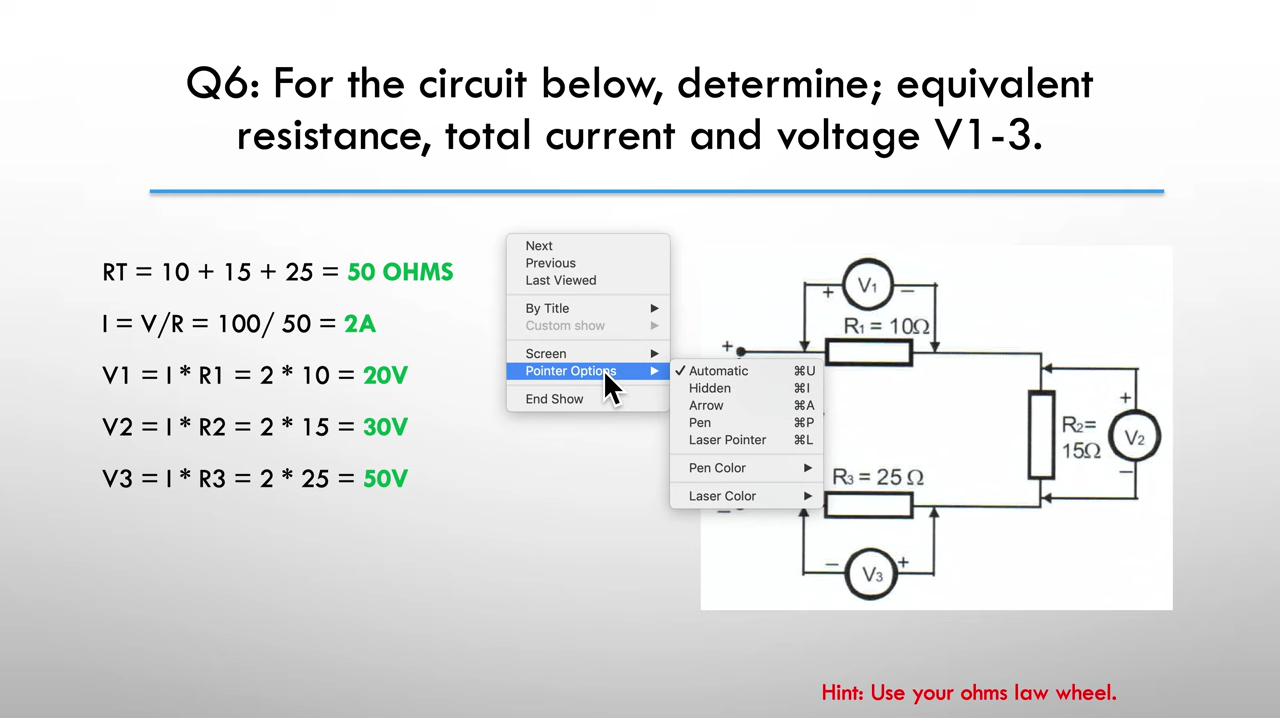 Q6: For the circuit below, determine; equivalent
resistance, total current and voltage V1-3.
RT = 10 + 15 + 25 = 50 OHMS
I = V/R = 100/ 50 = 2A
V1 = I * R1 = 2 * 10 = 20V
V2 = I * R2 = 2 * 15 = 30V
V3 = I * R3 = 2 * 25 = 50V
Next
Previous
Last Viewed
By Title
Custom show
Screen
Pointer Options
End Show
✓ Automatic ⌘U
Hidden ⌘I
Arrow ⌘A
Pen ⌘P
Laser Pointer ⌘L
Pen Color
Laser Color
+ V₁ −
R₁ = 10Ω
+
+
R₂=
15Ω
V₂
−
R₃ = 25 Ω
− V₃ +
Hint: Use your ohms law wheel.